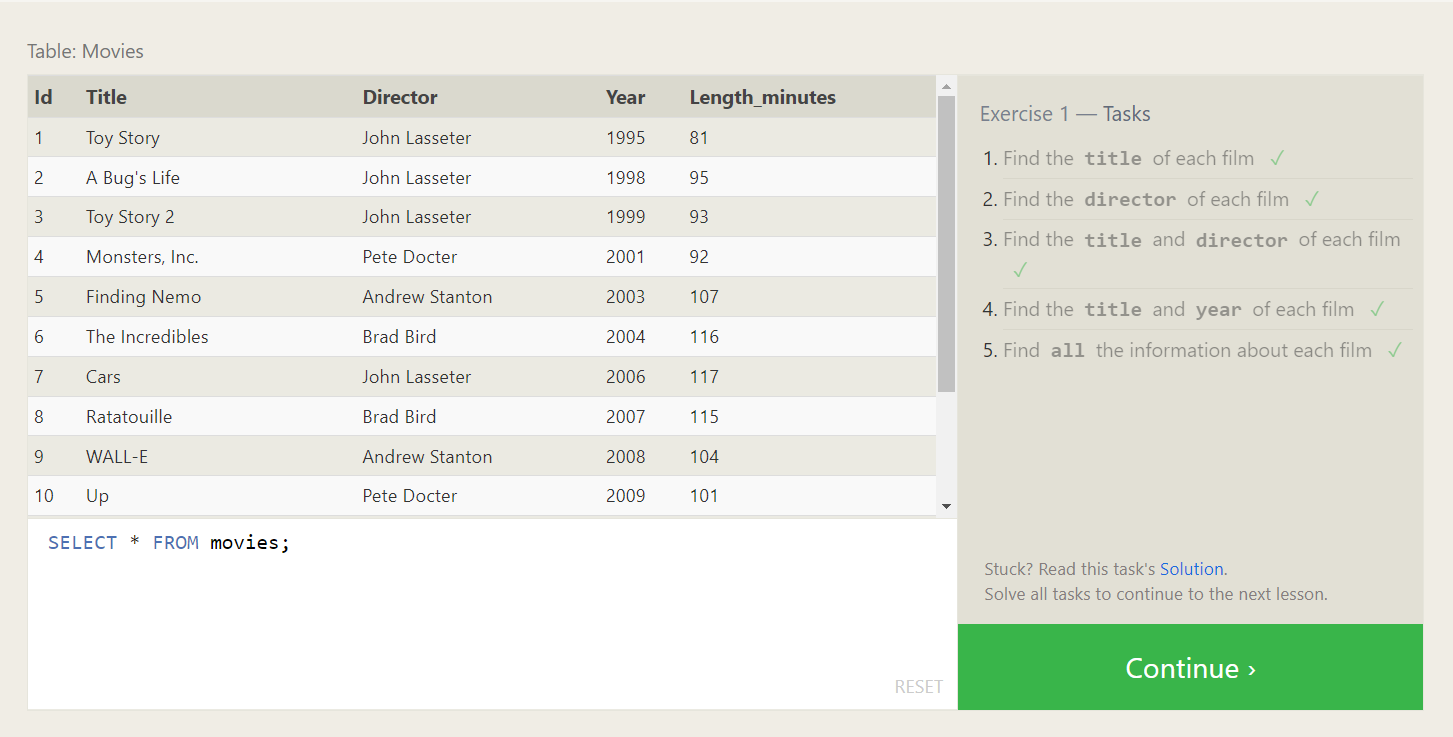 Table: Movies
Id Title Director Year Length_minutes
1 Toy Story John Lasseter 1995 81
2 A Bug's Life John Lasseter 1998 95
3 Toy Story 2 John Lasseter 1999 93
4 Monsters, Inc. Pete Docter 2001 92
5 Finding Nemo Andrew Stanton 2003 107
6 The Incredibles Brad Bird 2004 116
7 Cars John Lasseter 2006 117
8 Ratatouille Brad Bird 2007 115
9 WALL-E Andrew Stanton 2008 104
10 Up Pete Docter 2009 101
SELECT * FROM movies;
RESET
Exercise 1 — Tasks
1. Find the title of each film ✓
2. Find the director of each film ✓
3. Find the title and director of each film
✓
4. Find the title and year of each film ✓
5. Find all the information about each film ✓
Stuck? Read this task's Solution.
Solve all tasks to continue to the next lesson.
Continue ›